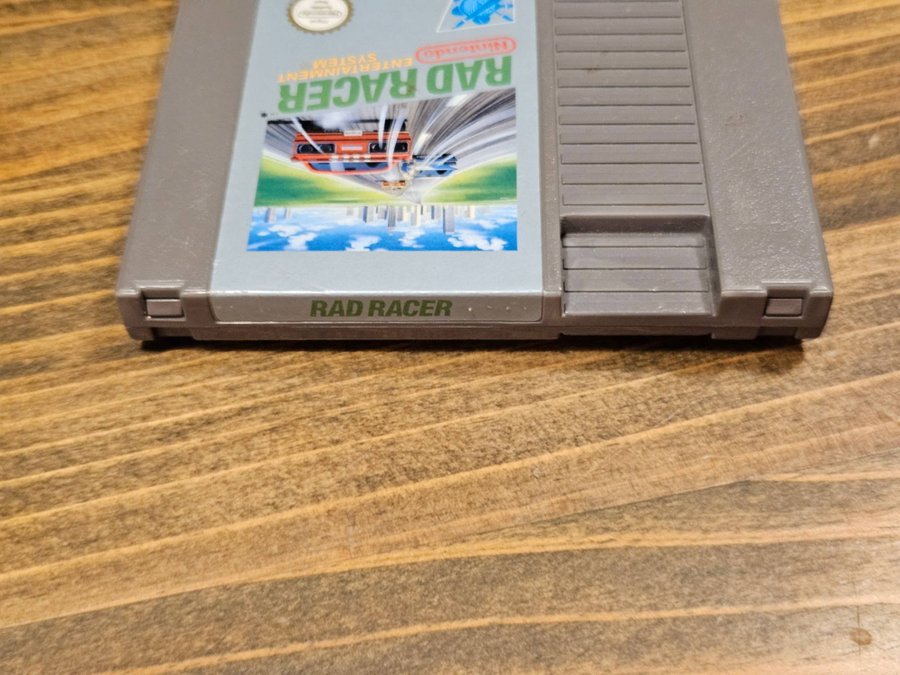 RAD RACER
Nintendo
ENTERTAINMENT
SYSTEM
RAD RACER